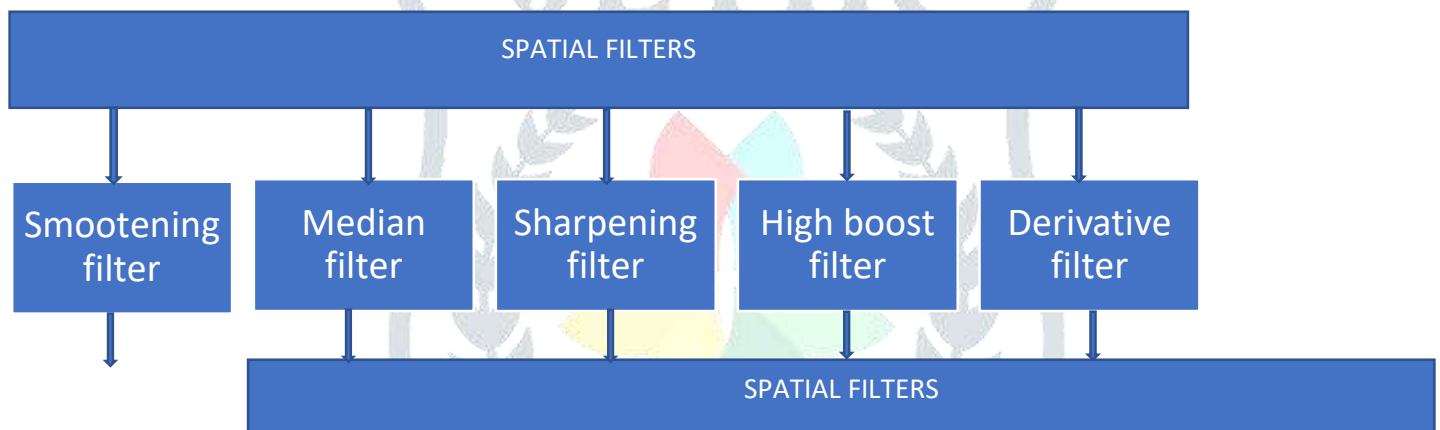 SPATIAL FILTERS
Smootening
filter
Median
filter
Sharpening
filter
High boost
filter
Derivative
filter
SPATIAL FILTERS